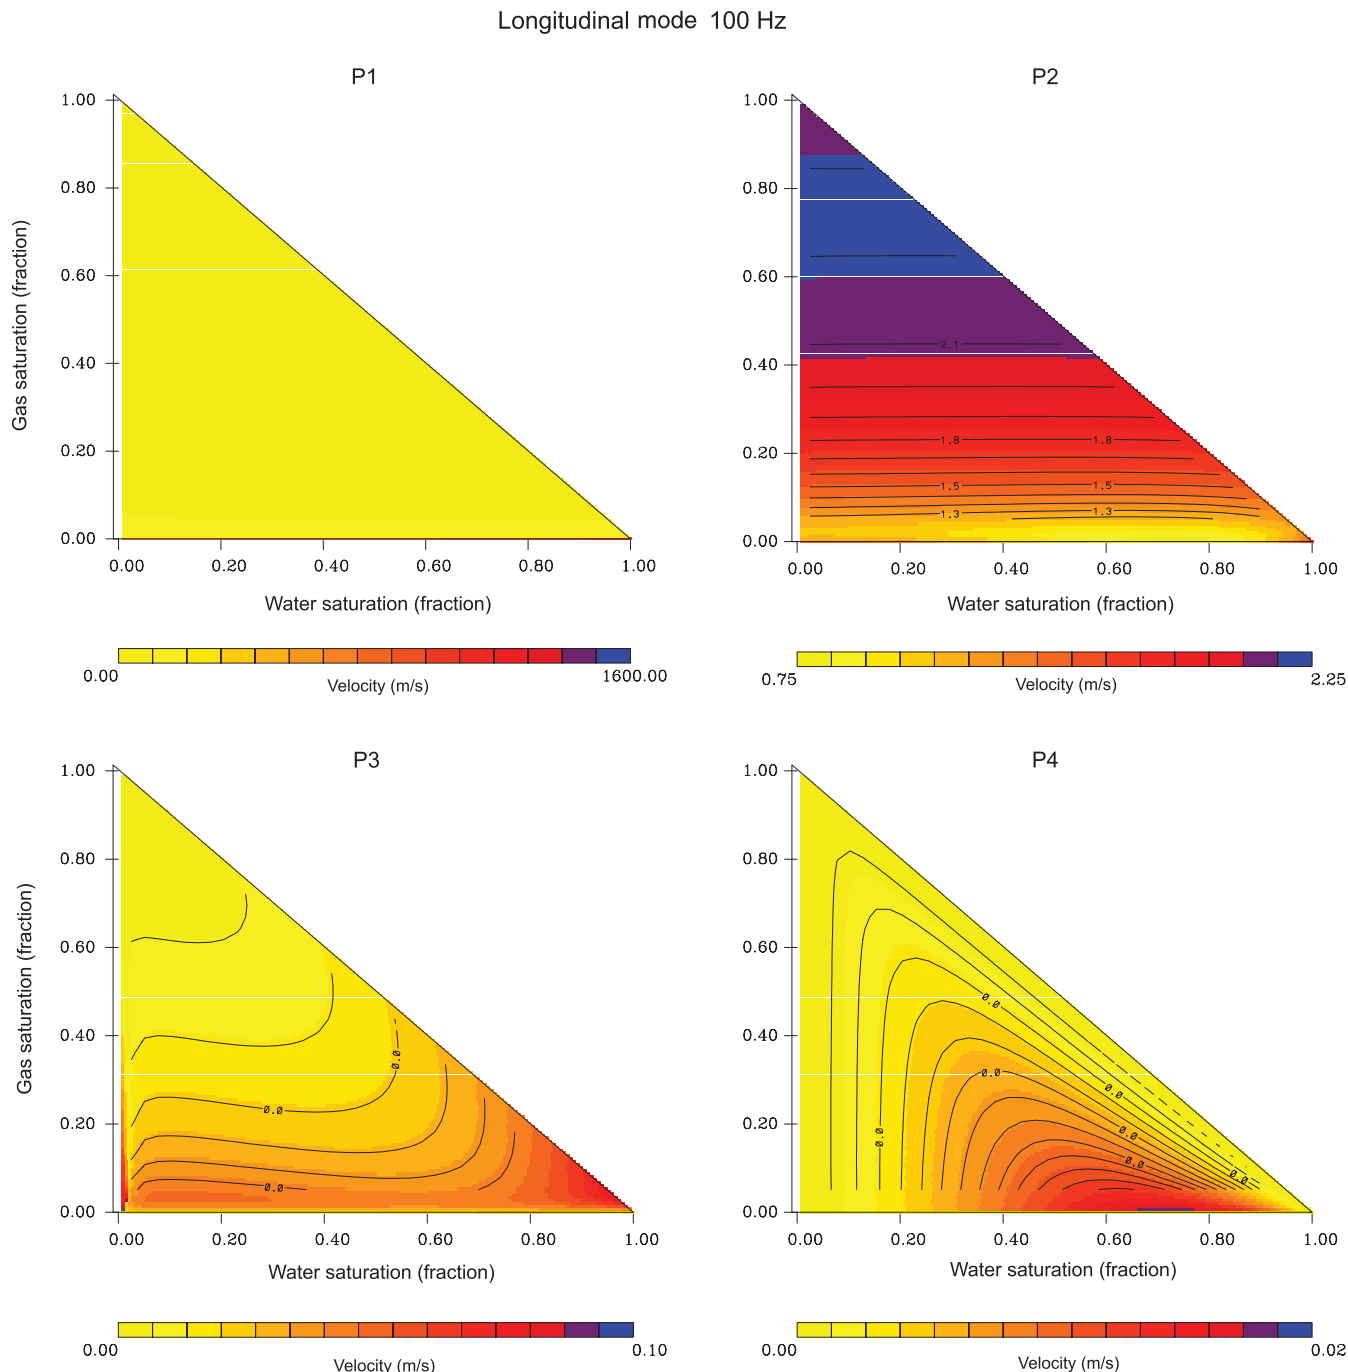 Longitudinal mode 100 Hz
P1
P2
1.00
0.80
0.60
0.40
0.20
0.00
Gas saturation (fraction)
0.00 0.20 0.40 0.60 0.80 1.00
Water saturation (fraction)
0.00 1600.00
Velocity (m/s)
1.00
0.80
0.60
0.40
0.20
0.00
2.1
1.8 1.8
1.5 1.5
1.3 1.3
0.00 0.20 0.40 0.60 0.80 1.00
Water saturation (fraction)
0.75 2.25
Velocity (m/s)
P3
P4
1.00
0.80
0.60
0.40
0.20
0.00
Gas saturation (fraction)
0.0
0.0
0.0
0.00 0.20 0.40 0.60 0.80 1.00
Water saturation (fraction)
0.00 0.10
Velocity (m/s)
1.00
0.80
0.60
0.40
0.20
0.00
0.0
0.0
0.0
0.0
0.0
0.0
0.0
0.00 0.20 0.40 0.60 0.80 1.00
Water saturation (fraction)
0.00 0.02
Velocity (m/s)